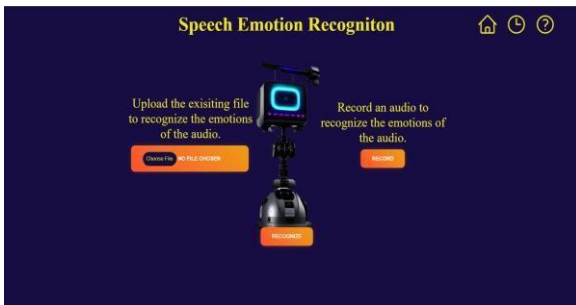 Speech Emotion Recogniton
Upload the exisiting file
to recognize the emotions
of the audio.
Choose File NO FILE CHOSEN
Record an audio to
recognize the emotions of
the audio.
RECORD
RECOGNIZE